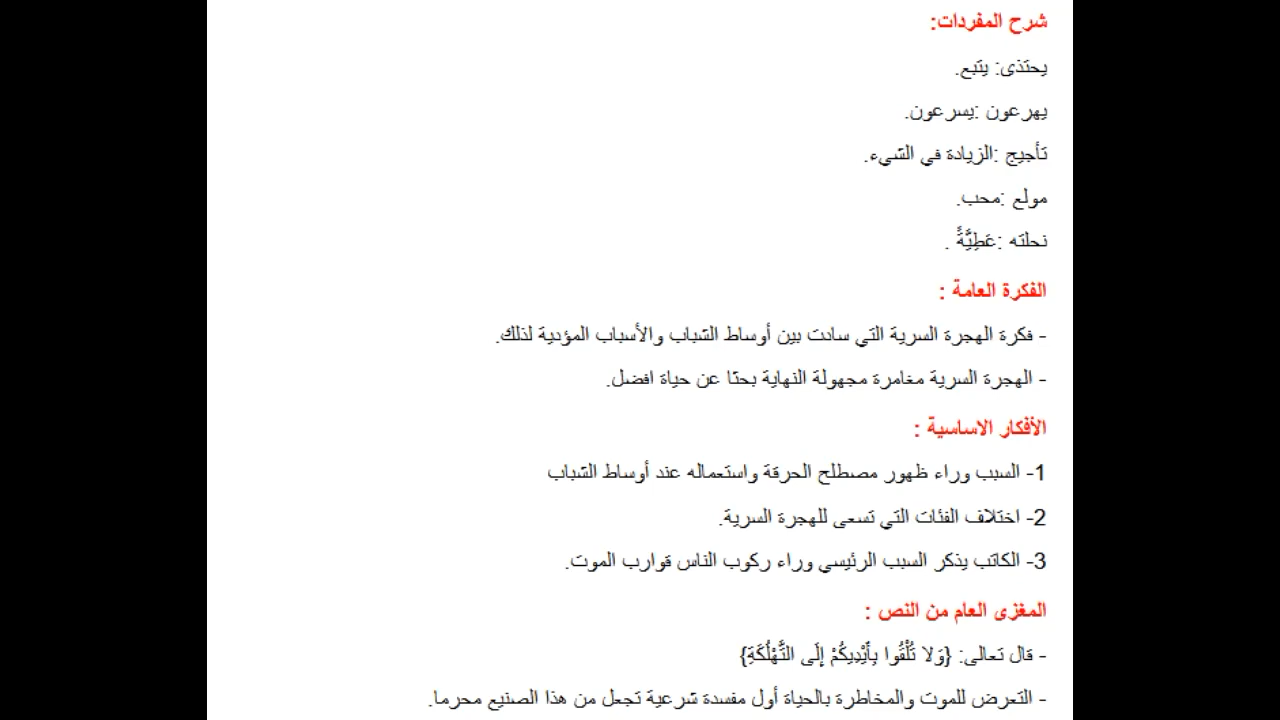 شرح المفردات:
يحتذى: يتبع.
يهرعون :يسرعون.
تأجيج :الزيادة في الشيء.
مولع :محب.
نحلته :عَطِيَّةً .
الفكرة العامة :
- فكرة الهجرة السرية التي سادت بين أوساط الشباب والأسباب المؤدية لذلك.
- الهجرة السرية مغامرة مجهولة النهاية بحثا عن حياة افضل.
الأفكار الاساسية :
1- السبب وراء ظهور مصطلح الحرقة واستعماله عند أوساط الشباب
2- اختلاف الفئات التي تسعى للهجرة السرية.
3- الكاتب يذكر السبب الرئيسي وراء ركوب الناس قوارب الموت.
المغزى العام من النص :
- قال تعالى: {وَلا تُلْقُوا بِأَيْدِيكُمْ إِلَى التَّهْلُكَةِ}
- التعرض للموت والمخاطرة بالحياة أول مفسدة شرعية تجعل من هذا الصنيع محرما.